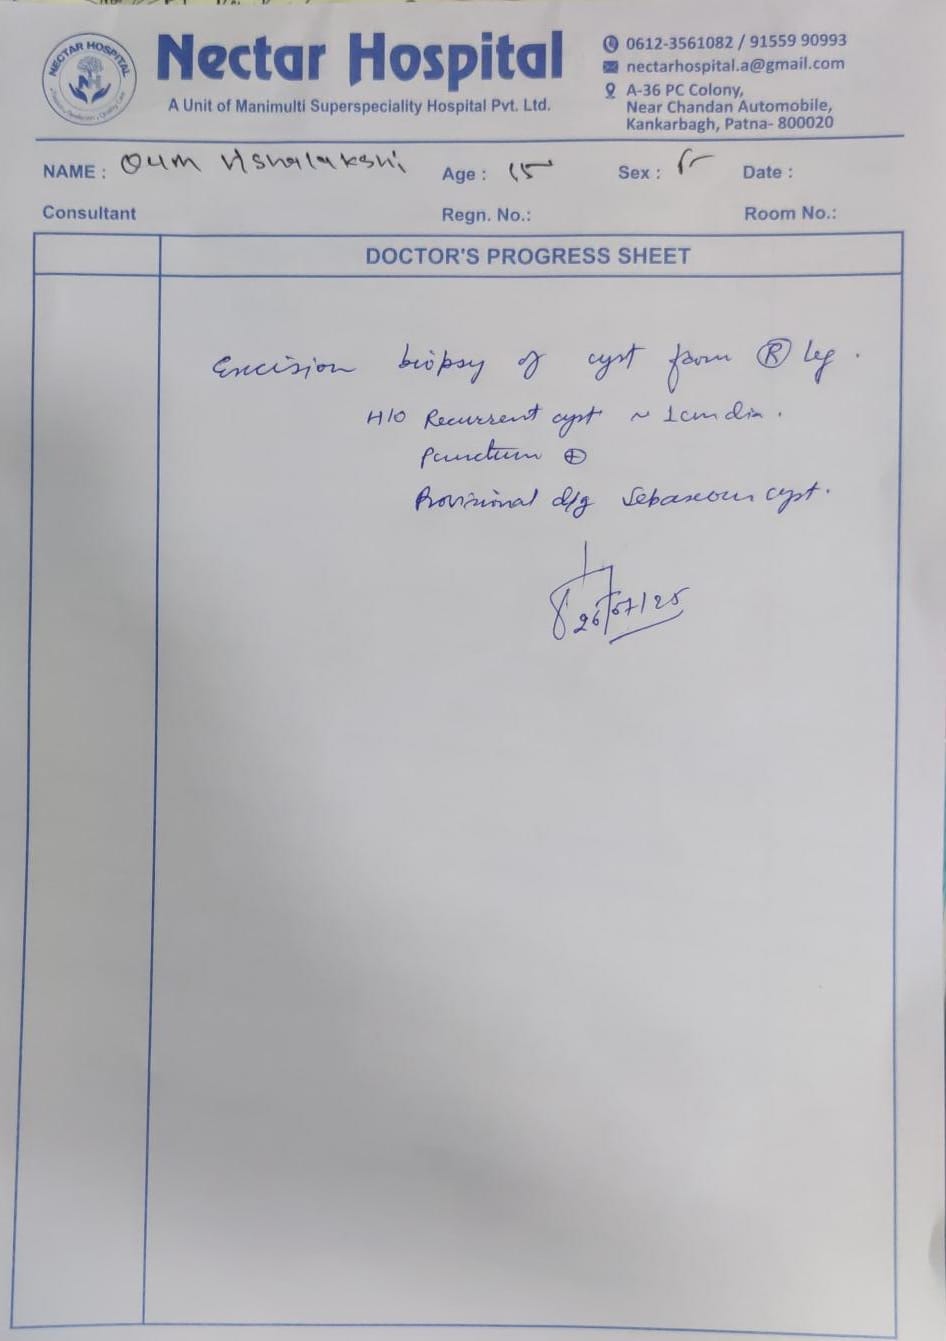 Nectar Hospital
A Unit of Manimulti Superspeciality Hospital Pvt. Ltd.
NECTAR HOSPITAL
0612-3561082 / 91559 90993
nectarhospital.a@gmail.com
A-36 PC Colony,
Near Chandan Automobile,
Kankarbagh, Patna- 800020
NAME : Vishalakshi Age : 15 Sex : Date :
Consultant Regn. No.: Room No.:
DOCTOR'S PROGRESS SHEET
Excision biopsy of cyst from Ⓡ leg.
H/O Recurrent cyst ~ 1cm dia.
Punctum ⊕
Provisional d/g Sebaceous cyst.
26/07/25